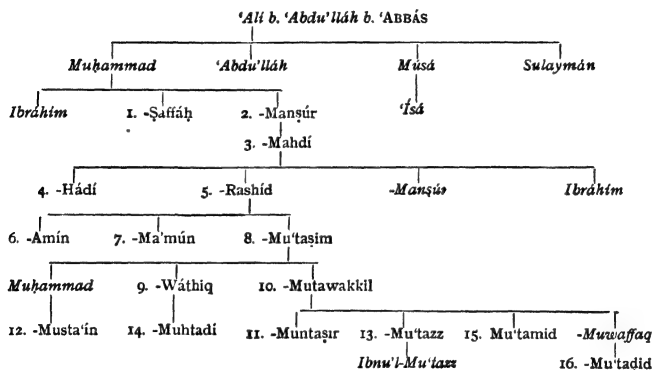 ‘Alí b. ‘Abdu’lláh b. ‘ABBÁS
Muḥammad ‘Abdu’lláh Músá Sulaymán
Ibráhím 1. -Ṣaffáḥ 2. -Manṣúr ‘Ísá
3. -Mahdí
4. -Hádí 5. -Rashíd -Manṣúr Ibráhím
6. -Amín 7. -Ma’mún 8. -Mu‘taṣim
Muḥammad 9. -Wáthiq 10. -Mutawakkil
12. -Musta‘ín 14. -Muhtadí 11. -Muntaṣır 13. -Mu‘tazz 15. Mu‘tamid -Muwaffaq
Ibnu’l-Mu‘tazz 16. -Mu‘taḍid